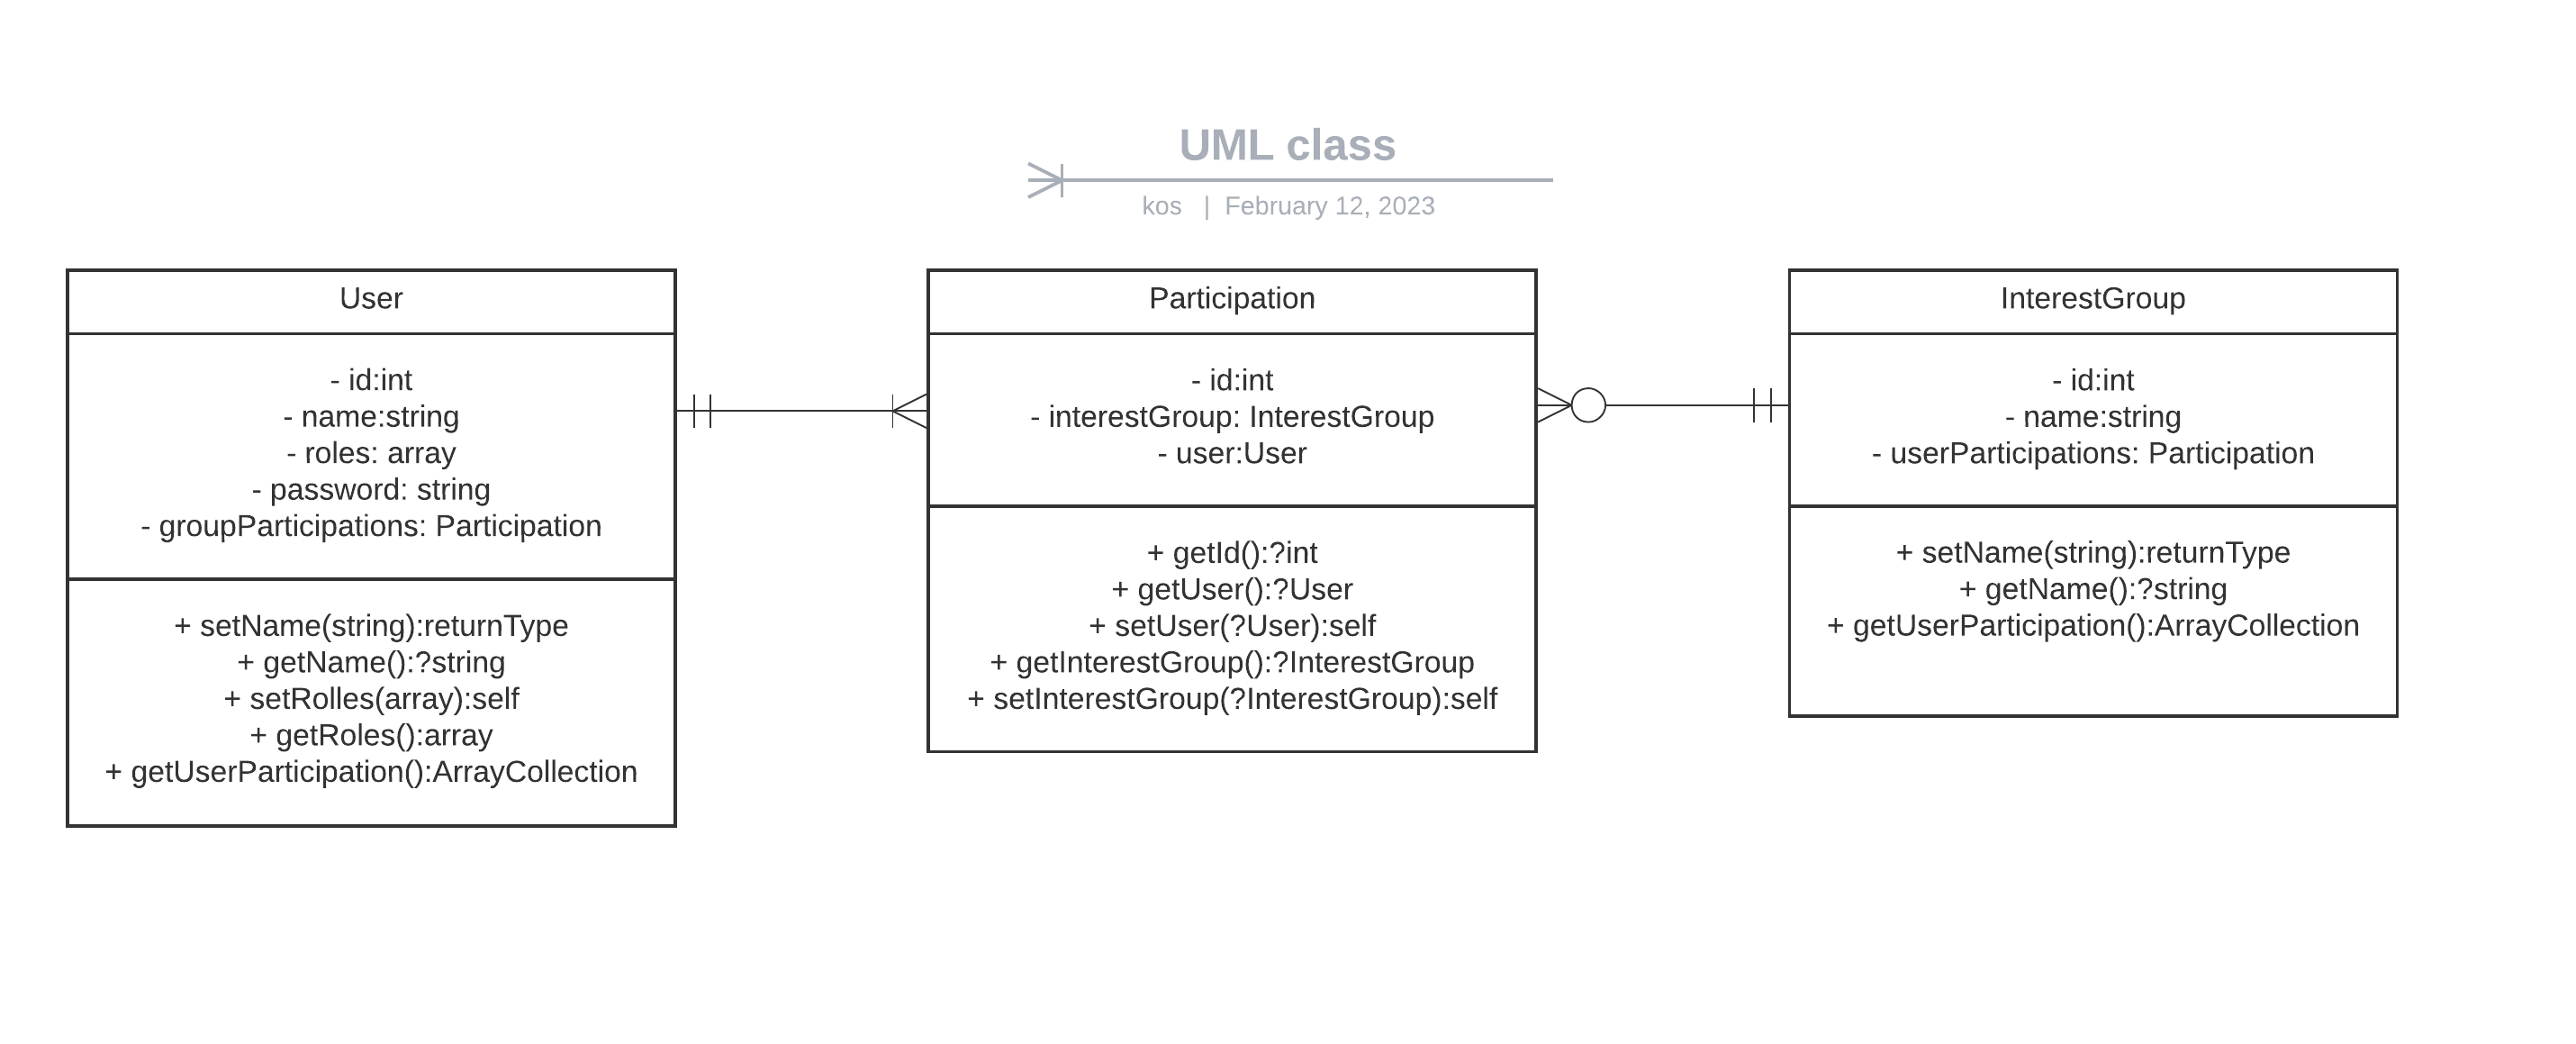 UML class
kos | February 12, 2023
User
- id:int
- name:string
- roles: array
- password: string
- groupParticipations: Participation
+ setName(string):returnType
+ getName():?string
+ setRolles(array):self
+ getRoles():array
+ getUserParticipation():ArrayCollection
Participation
- id:int
- interestGroup: InterestGroup
- user:User
+ getId():?int
+ getUser():?User
+ setUser(?User):self
+ getInterestGroup():?InterestGroup
+ setInterestGroup(?InterestGroup):self
InterestGroup
- id:int
- name:string
- userParticipations: Participation
+ setName(string):returnType
+ getName():?string
+ getUserParticipation():ArrayCollection